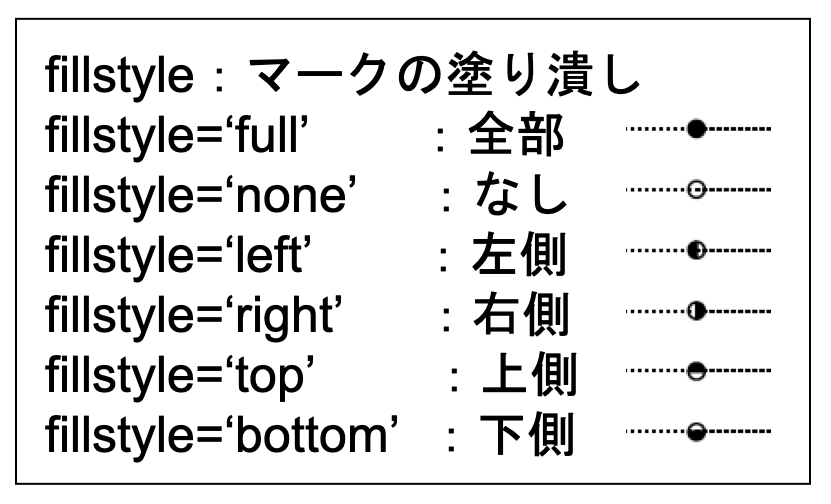 fillstyle：マークの塗り潰し
fillstyle=‘full’：全部
fillstyle=‘none’：なし
fillstyle=‘left’：左側
fillstyle=‘right’：右側
fillstyle=‘top’：上側
fillstyle=‘bottom’：下側